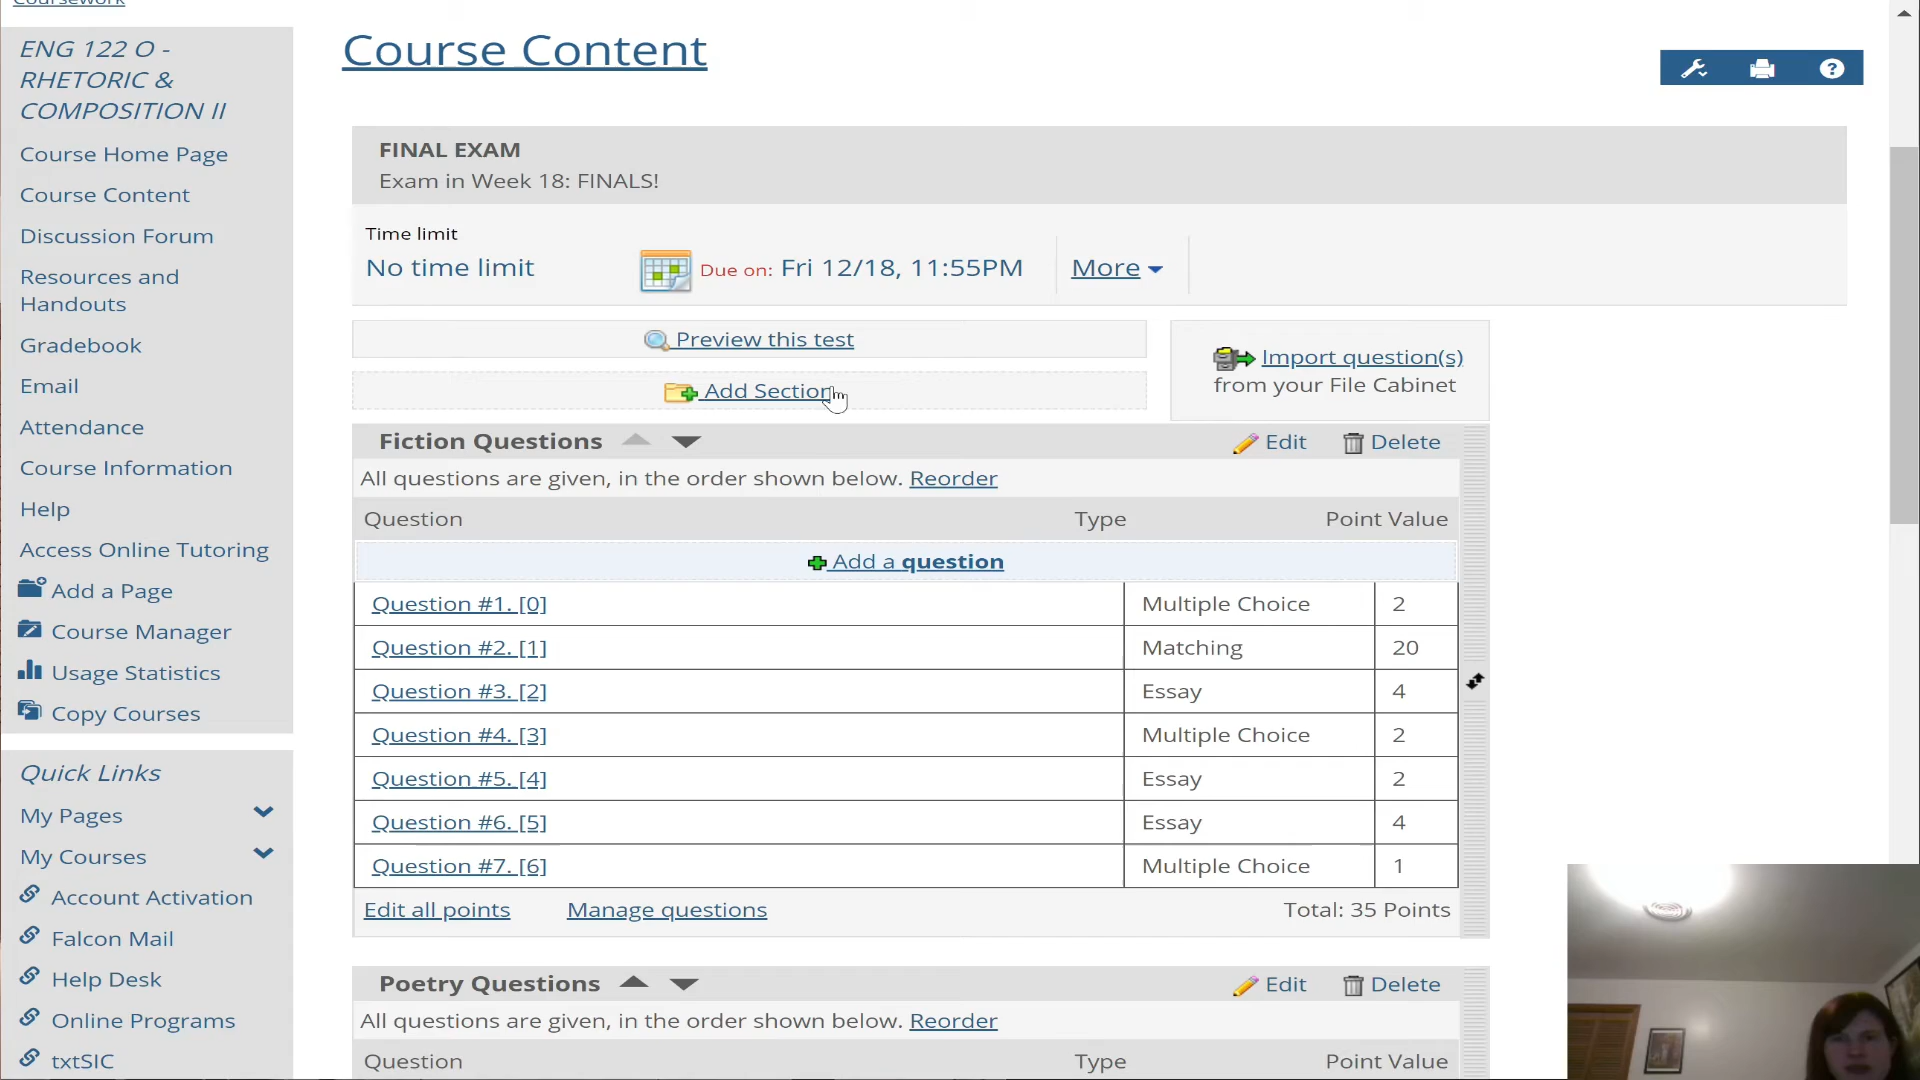 Coursework
ENG 122 O -
RHETORIC &
COMPOSITION II
Course Home Page
Course Content
Discussion Forum
Resources and
Handouts
Gradebook
Email
Attendance
Course Information
Help
Access Online Tutoring
Add a Page
Course Manager
Usage Statistics
Copy Courses
Quick Links
My Pages
My Courses
Account Activation
Falcon Mail
Help Desk
Online Programs
txtSIC
Course Content
FINAL EXAM
Exam in Week 18: FINALS!
Time limit
No time limit
Due on: Fri 12/18, 11:55PM
More
Preview this test
Add Section
Import question(s)
from your File Cabinet
Fiction Questions Edit Delete
All questions are given, in the order shown below. Reorder
Question Type Point Value
Add a question
Question #1. [0] Multiple Choice 2
Question #2. [1] Matching 20
Question #3. [2] Essay 4
Question #4. [3] Multiple Choice 2
Question #5. [4] Essay 2
Question #6. [5] Essay 4
Question #7. [6] Multiple Choice 1
Edit all points Manage questions Total: 35 Points
Poetry Questions Edit Delete
All questions are given, in the order shown below. Reorder
Question Type Point Value